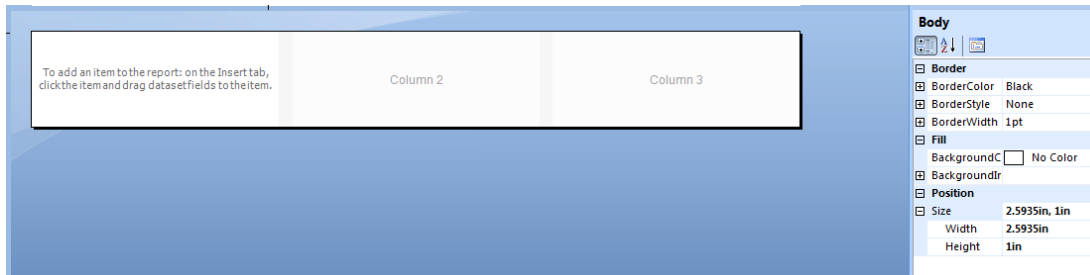 To add an item to the report: on the Insert tab,
click the item and drag dataset fields to the item.
Column 2
Column 3
Body
Border
BorderColor Black
BorderStyle None
BorderWidth 1pt
Fill
BackgroundC No Color
BackgroundIr
Position
Size 2.5935in, 1in
Width 2.5935in
Height 1in